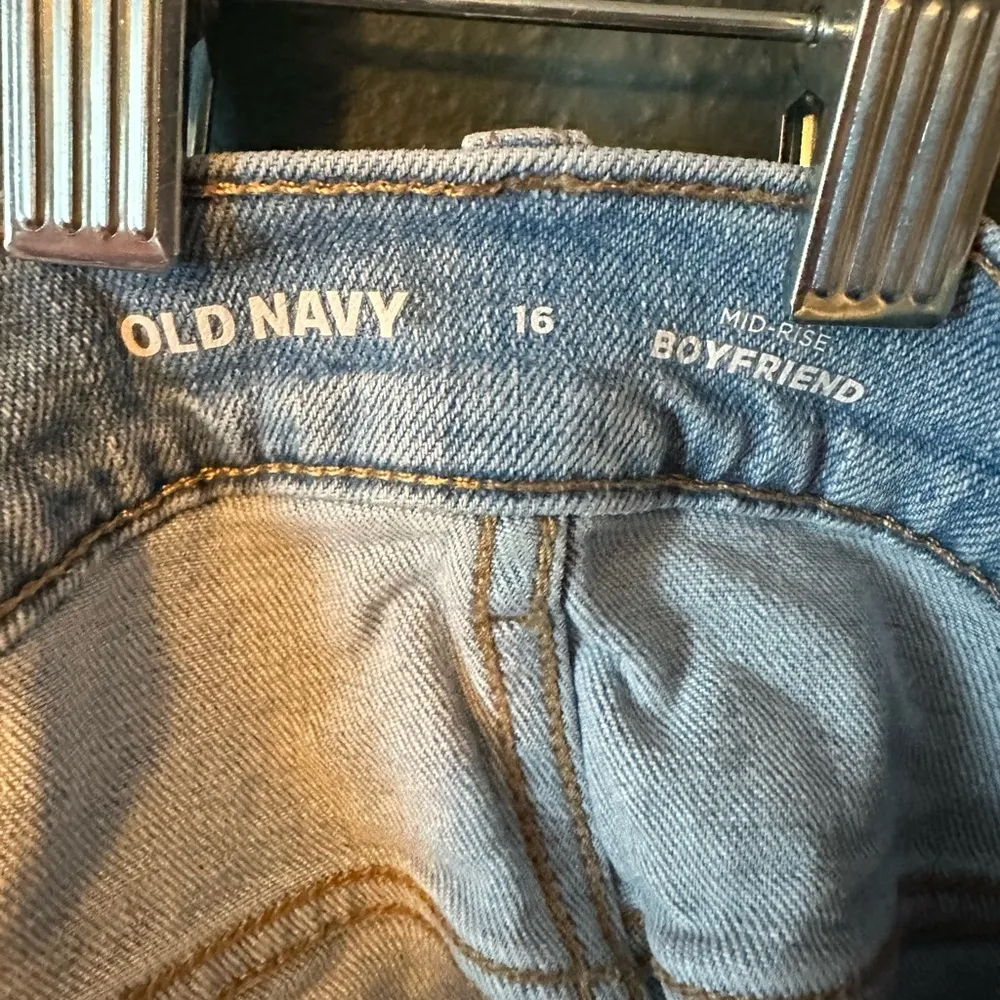 OLD NAVY
16
MID-RISE
BOYFRIEND